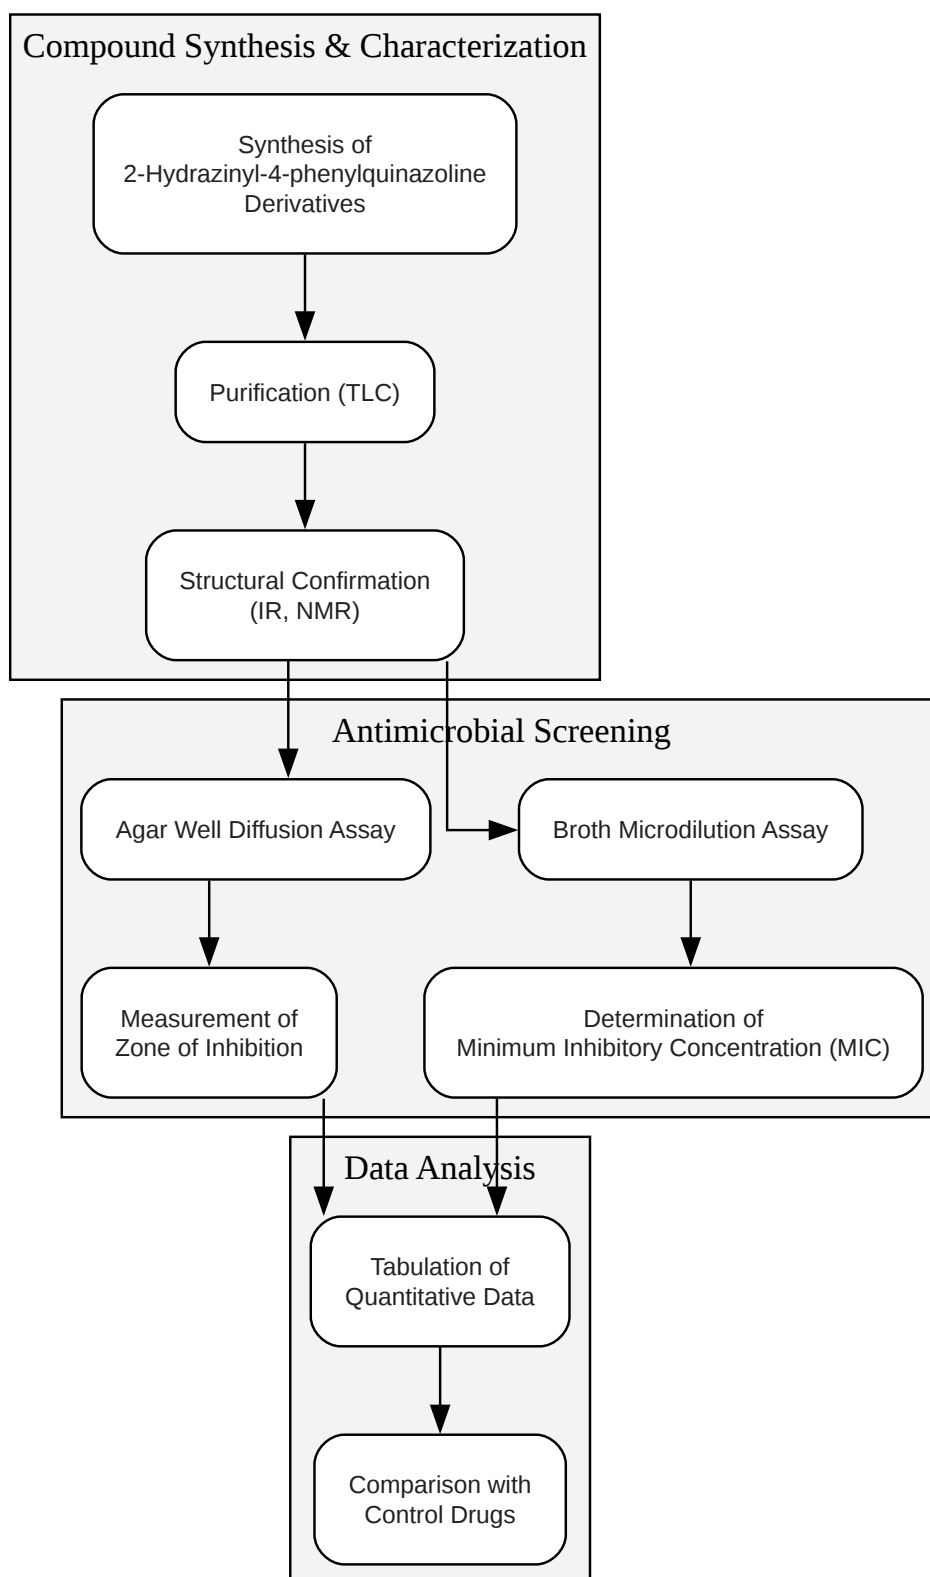 Compound Synthesis & Characterization
Synthesis of
2-Hydrazinyl-4-phenylquinazoline
Derivatives
Purification (TLC)
Structural Confirmation
(IR, NMR)
Antimicrobial Screening
Agar Well Diffusion Assay
Broth Microdilution Assay
Measurement of
Zone of Inhibition
Determination of
Minimum Inhibitory Concentration (MIC)
Data Analysis
Tabulation of
Quantitative Data
Comparison with
Control Drugs